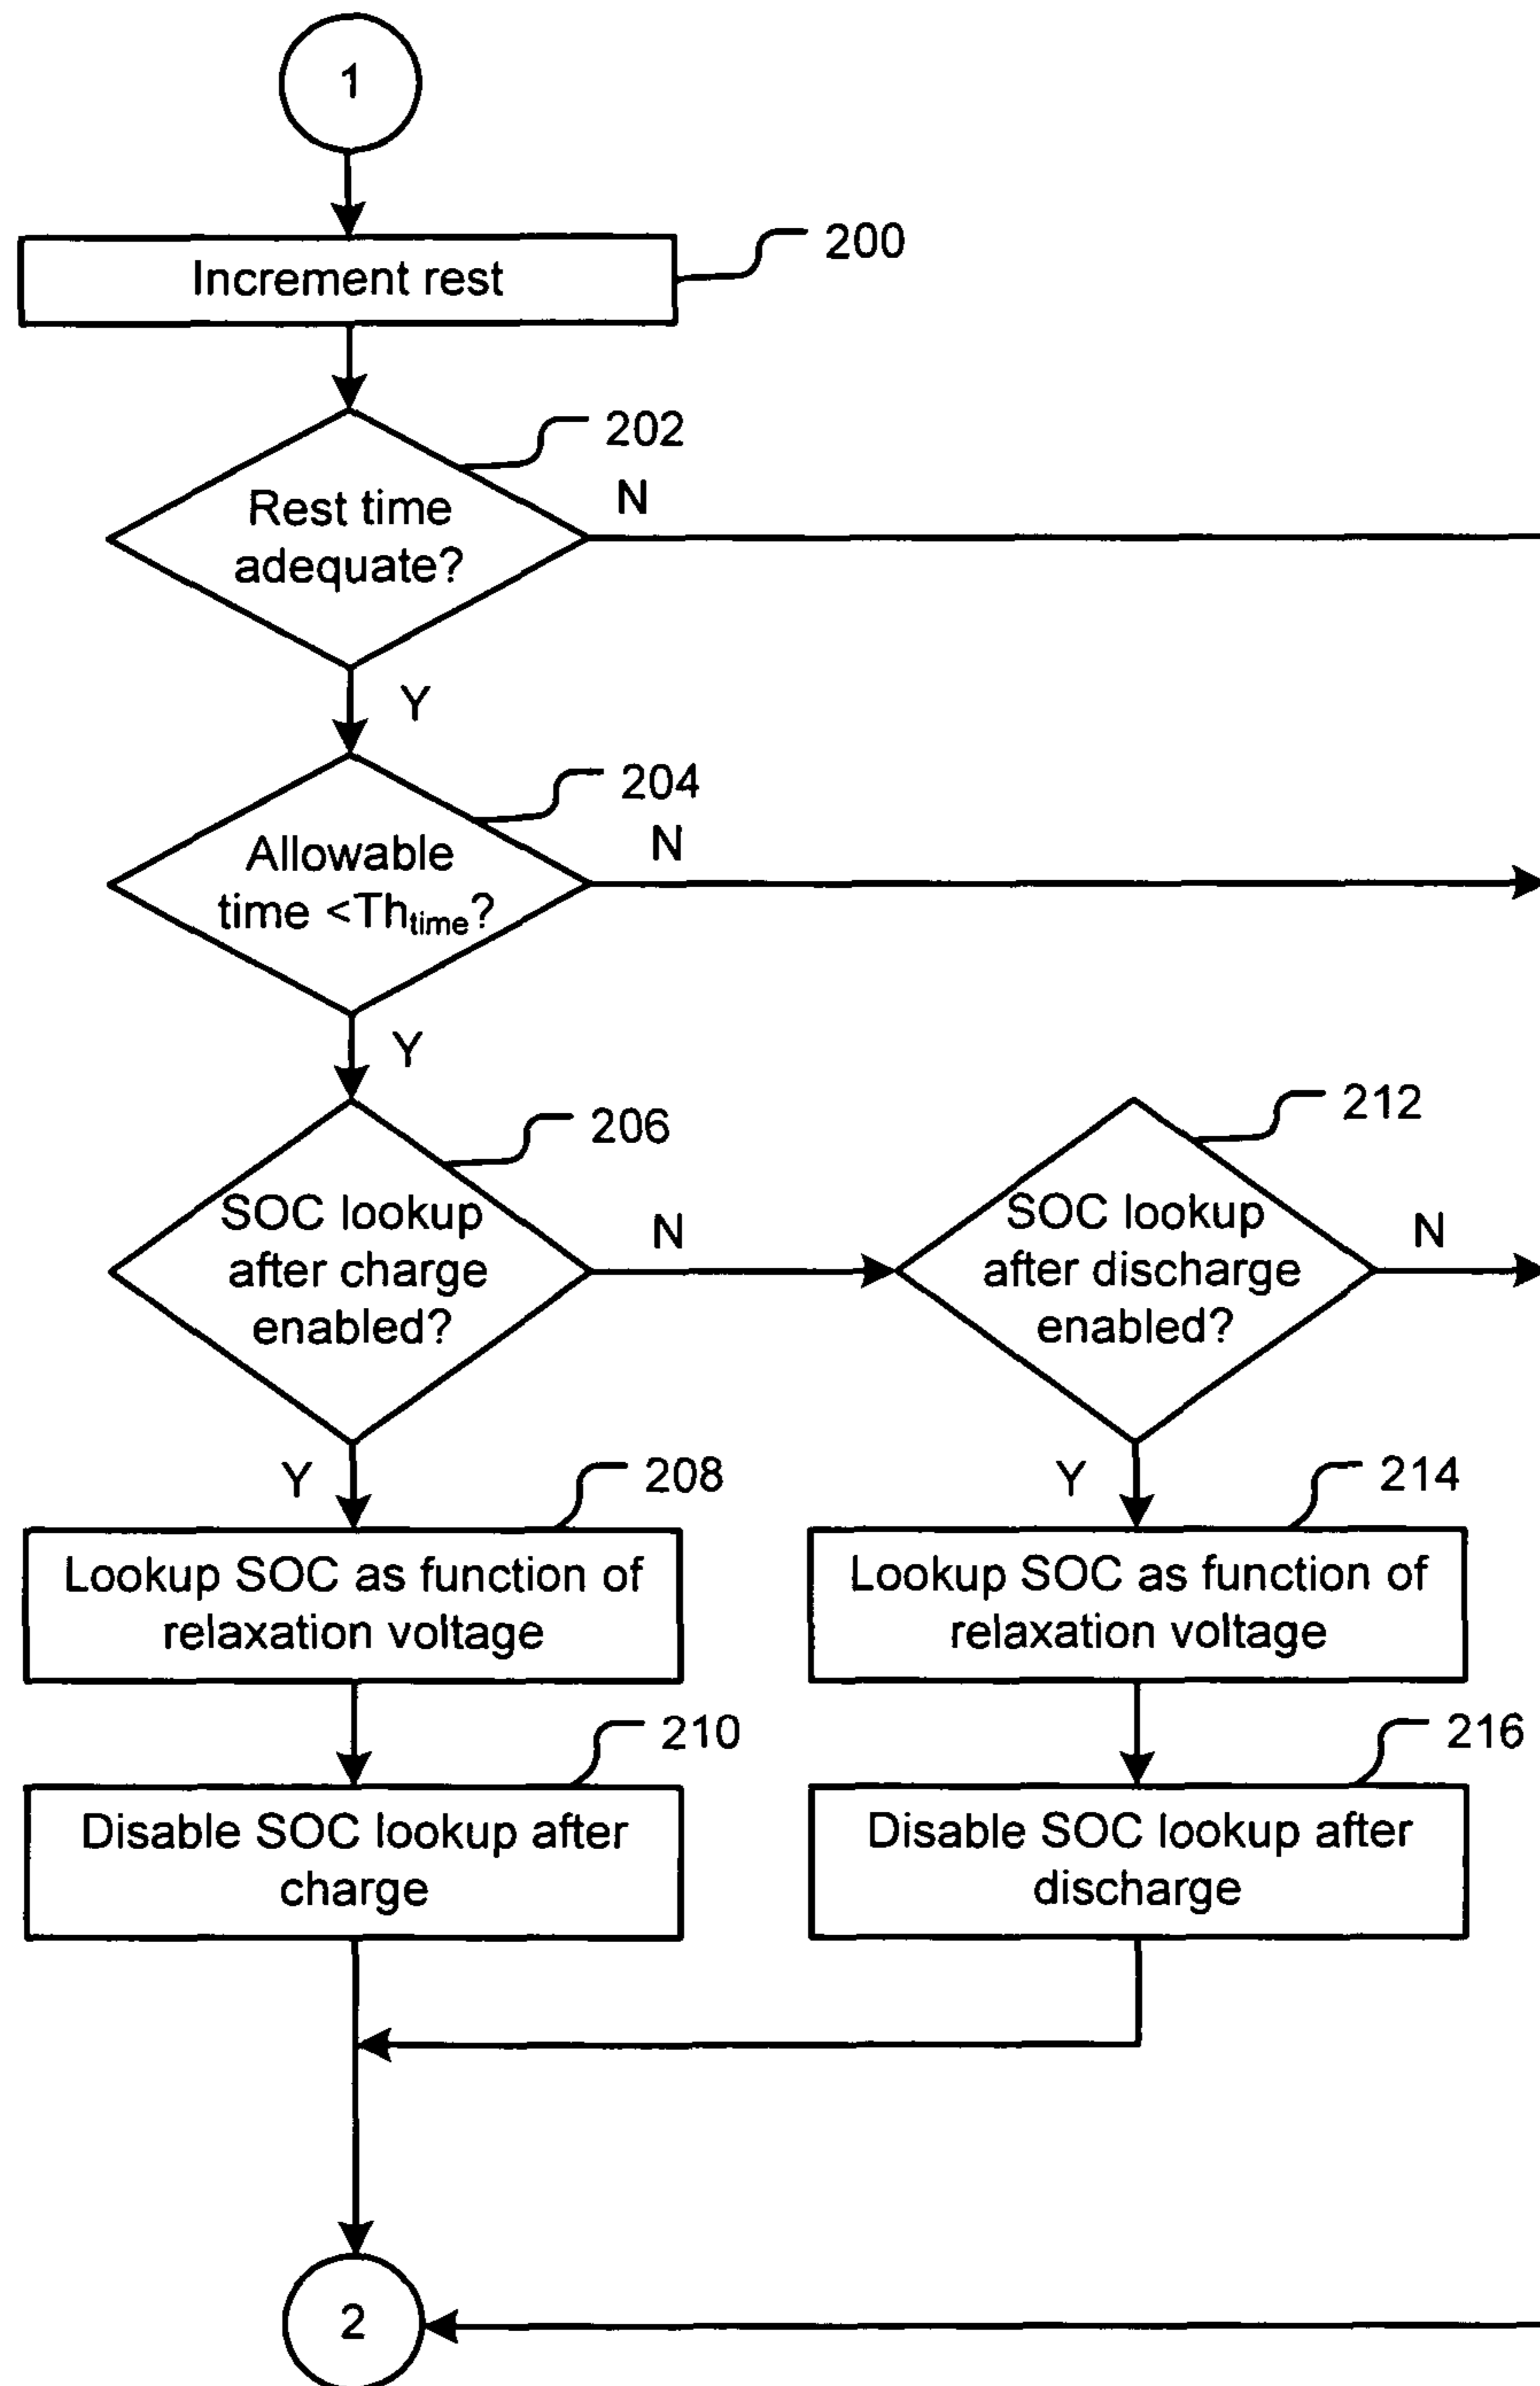 1
Increment rest
200
Rest time
adequate?
202
N
Y
Allowable
time <Thtime?
204
N
Y
SOC lookup
after charge
enabled?
206
N
SOC lookup
after discharge
enabled?
212
N
Y
Lookup SOC as function of
relaxation voltage
208
Y
Lookup SOC as function of
relaxation voltage
214
Disable SOC lookup after
charge
210
Disable SOC lookup after
discharge
216
2